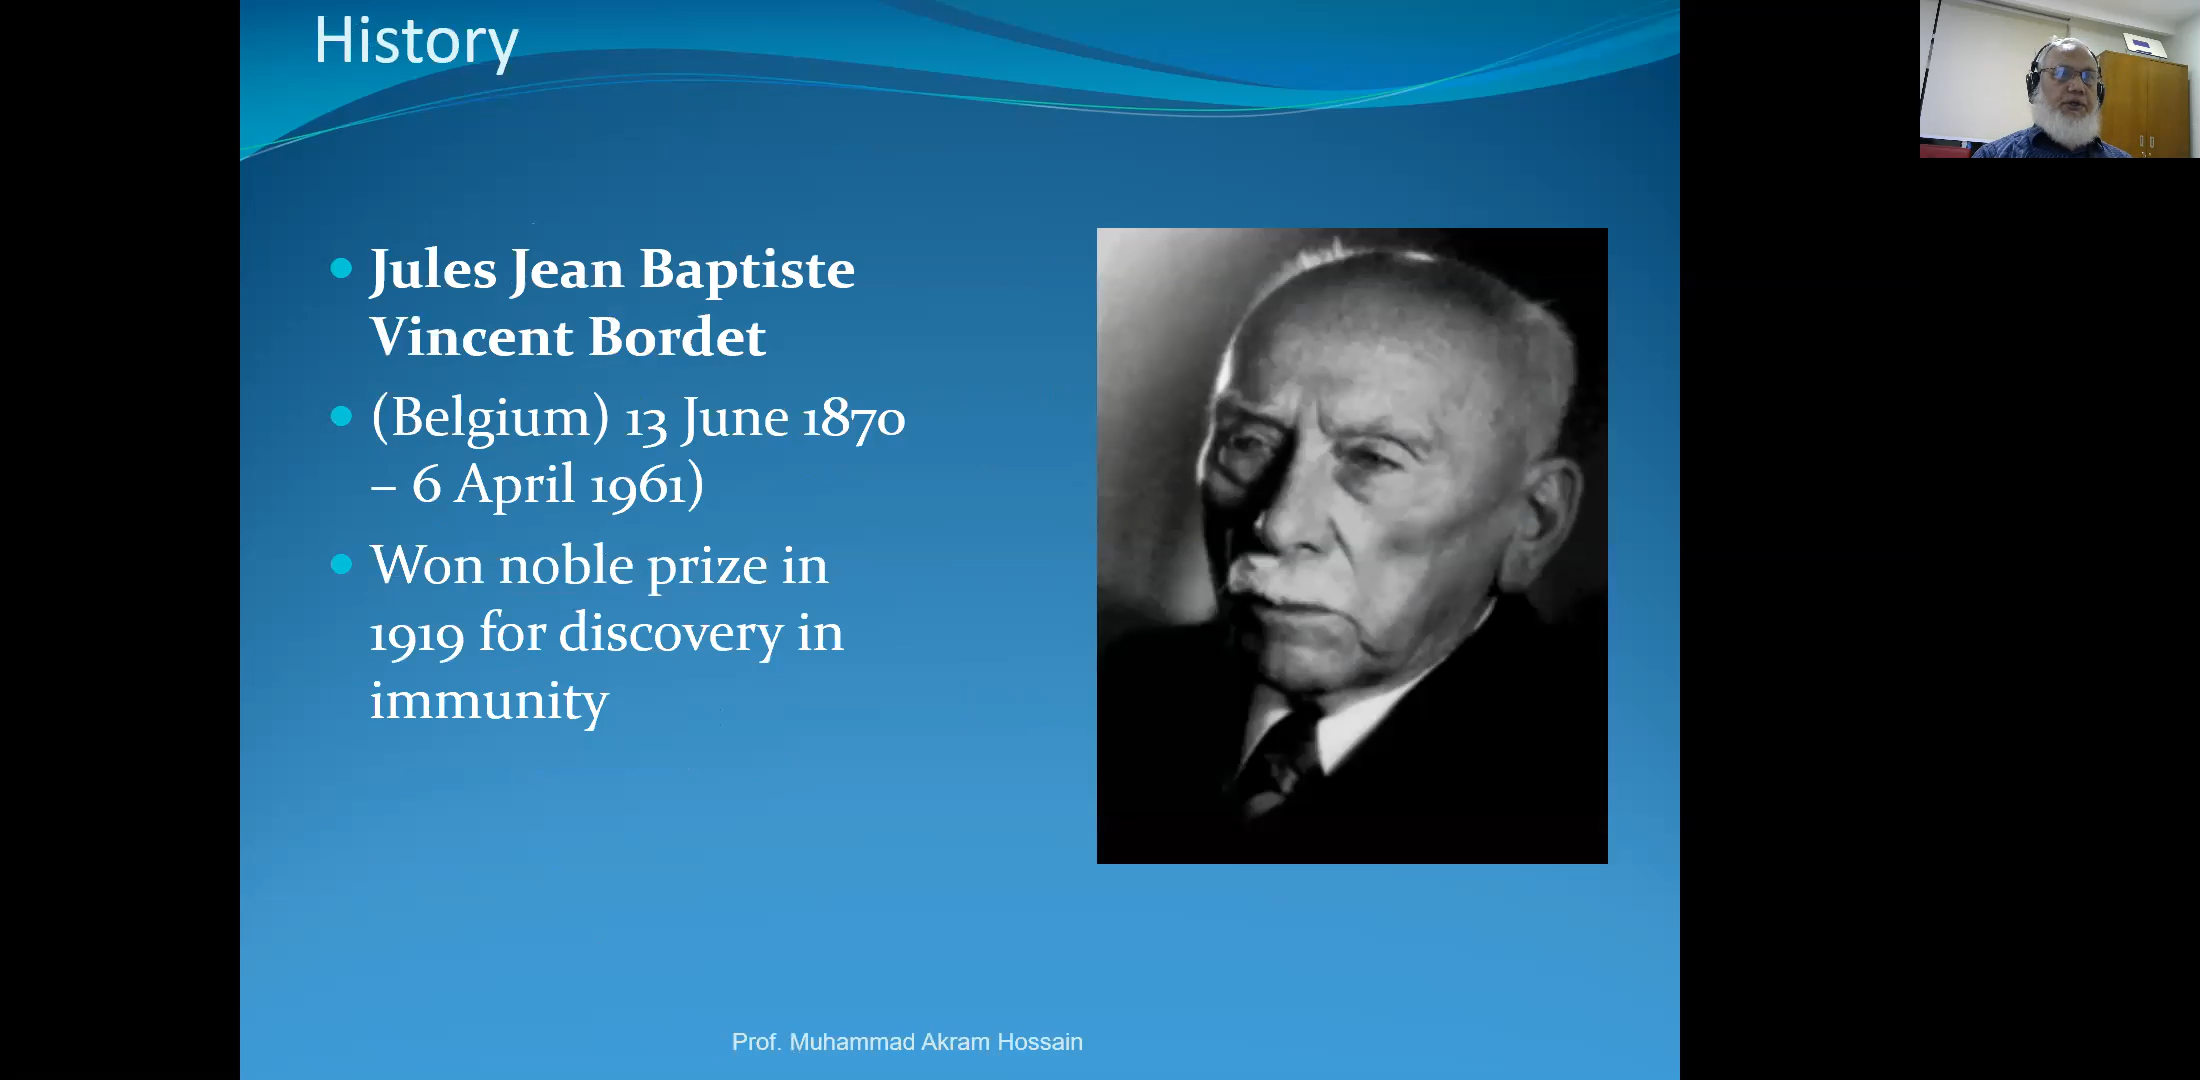 History
Jules Jean Baptiste
Vincent Bordet
(Belgium) 13 June 1870
– 6 April 1961)
Won noble prize in
1919 for discovery in
immunity
Prof. Muhammad Akram Hossain